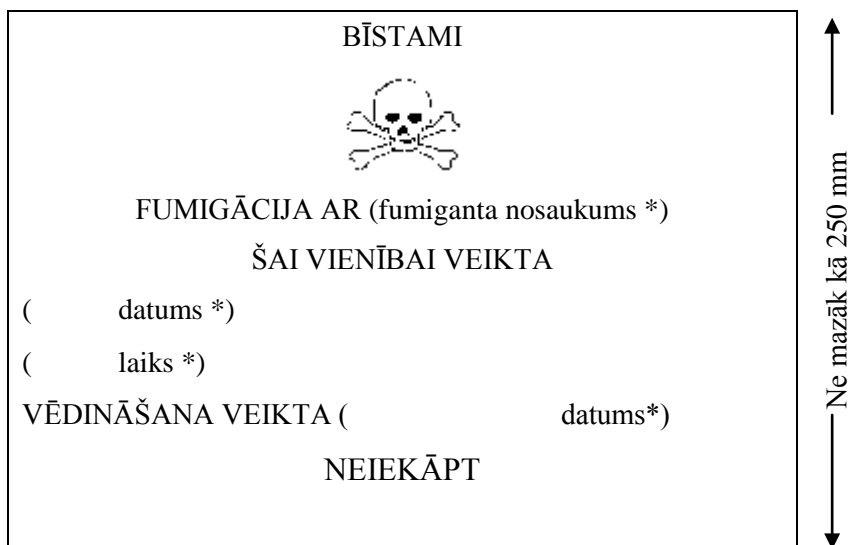 BĪSTAMI
FUMIGĀCIJA AR (fumiganta nosaukums *)
ŠAI VIENĪBAI VEIKTA
( datums *)
( laiks *)
VĒDINĀŠANA VEIKTA ( datums*)
NEIEKĀPT
Ne mazāk kā 250 mm